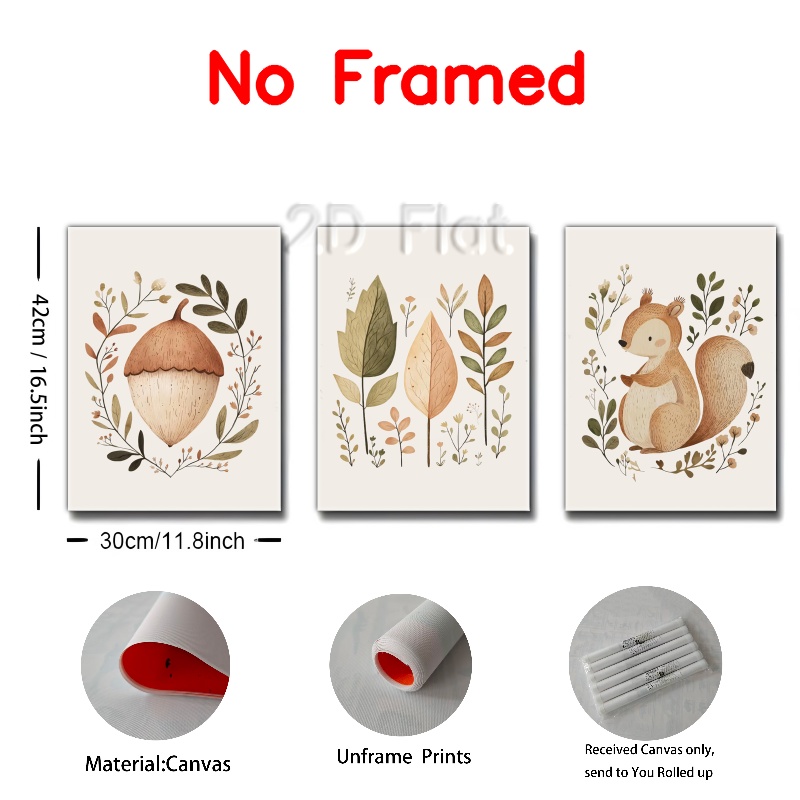 No Framed
2D Flat
42cm / 16.5inch
30cm/11.8inch
Material:Canvas
Unframe Prints
Received Canvas only,
send to You Rolled up